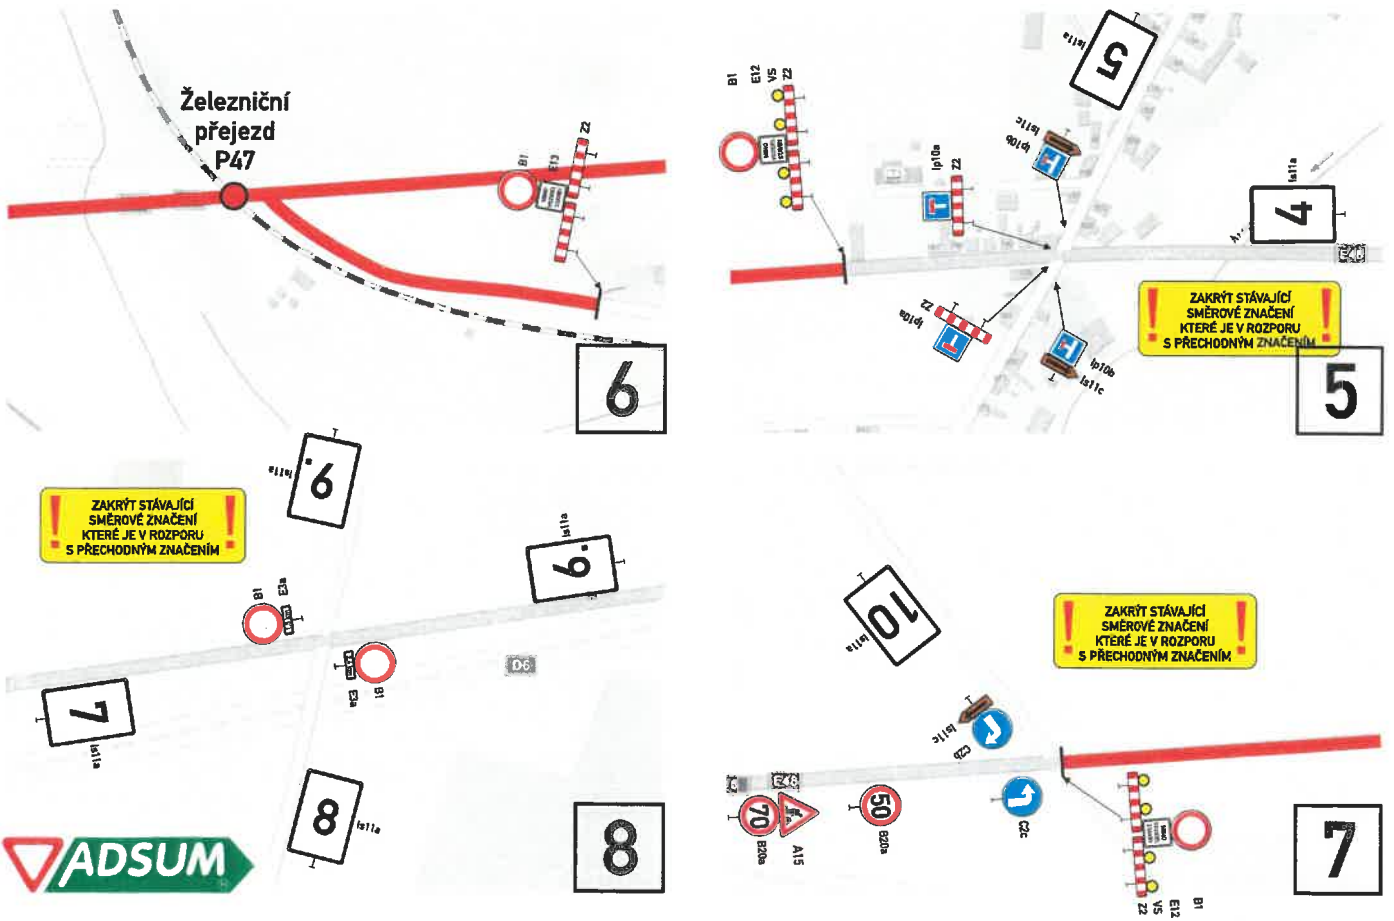 Železniční
přejezd
P47
B1
E13
Z2
6
B1
E12
VS
Z2
Ip10a
Z2
Ip10b
Is11c
5
Is11a
4
Is11a
E48
Z2
Ip10a
Ip10b
Is11c
! ZAKRÝT STÁVAJÍCÍ !
SMĚROVÉ ZNAČENÍ
KTERÉ JE V ROZPORU
S PŘECHODNÝM ZNAČENÍM
5
! ZAKRÝT STÁVAJÍCÍ !
SMĚROVÉ ZNAČENÍ
KTERÉ JE V ROZPORU
S PŘECHODNÝM ZNAČENÍM
9.
Is11a
9.
Is11a
B1
E3a
E3a
B1
D6
7
Is11a
8
Is11a
8
ADSUM
10
Is11a
! ZAKRÝT STÁVAJÍCÍ !
SMĚROVÉ ZNAČENÍ
KTERÉ JE V ROZPORU
S PŘECHODNÝM ZNAČENÍM
Is11c
C2b
E48
70
B20a
A15
50
B20a
C2c
Z2
VS
E12
B1
7